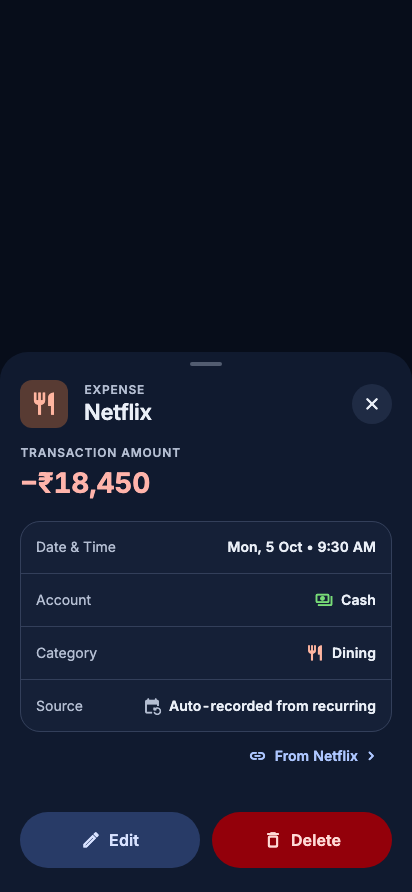 EXPENSE
Netflix
TRANSACTION AMOUNT
−₹18,450
Date & Time Mon, 5 Oct • 9:30 AM
Account Cash
Category Dining
Source Auto-recorded from recurring
From Netflix
Edit Delete